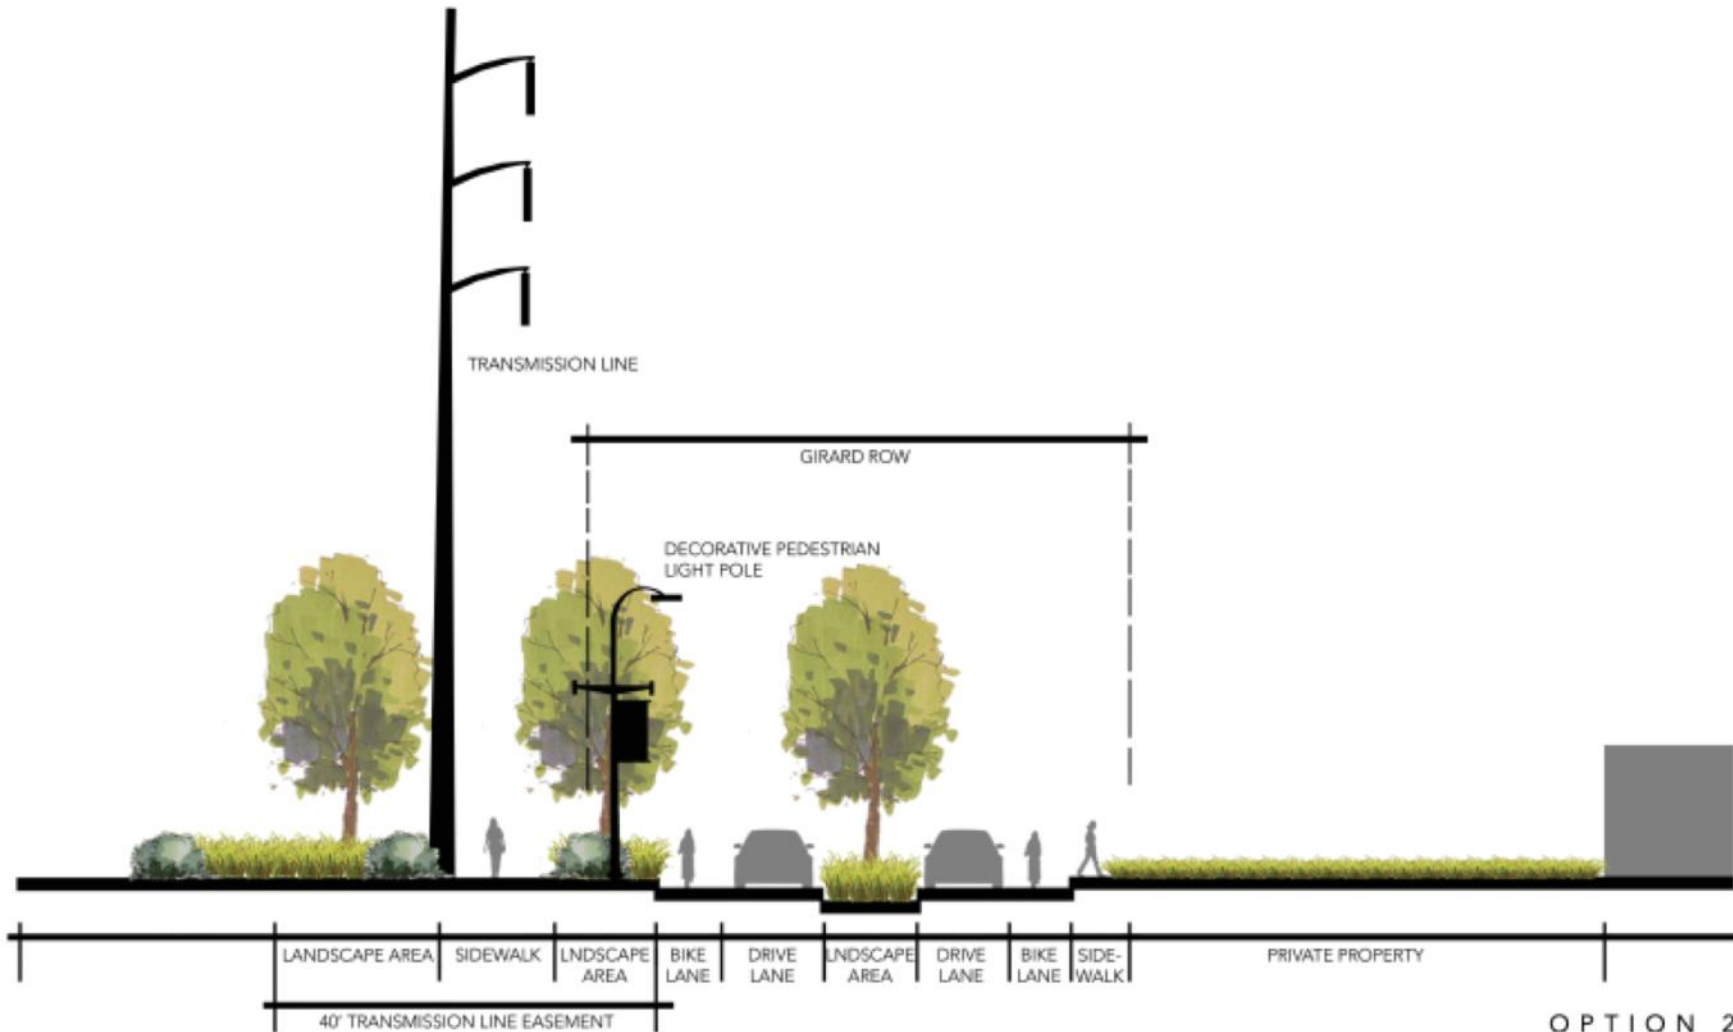 TRANSMISSION LINE
GIRARD ROW
DECORATIVE PEDESTRIAN
LIGHT POLE
LANDSCAPE AREA
SIDEWALK
LNDSCAPE
AREA
BIKE
LANE
DRIVE
LANE
LNDSCAPE
AREA
DRIVE
LANE
BIKE
LANE
SIDE-
WALK
PRIVATE PROPERTY
40' TRANSMISSION LINE EASEMENT
OPTION 2